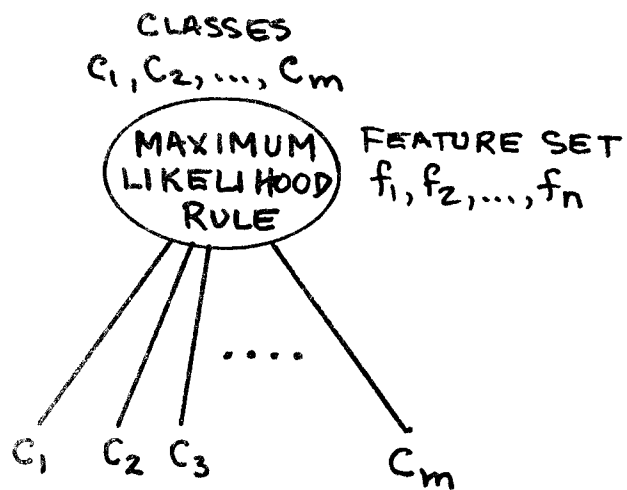 CLASSES
C₁, C₂, ..., Cₘ
MAXIMUM
LIKELIHOOD
RULE
FEATURE SET
f₁, f₂, ..., fₙ
....
C₁ C₂ C₃ Cₘ